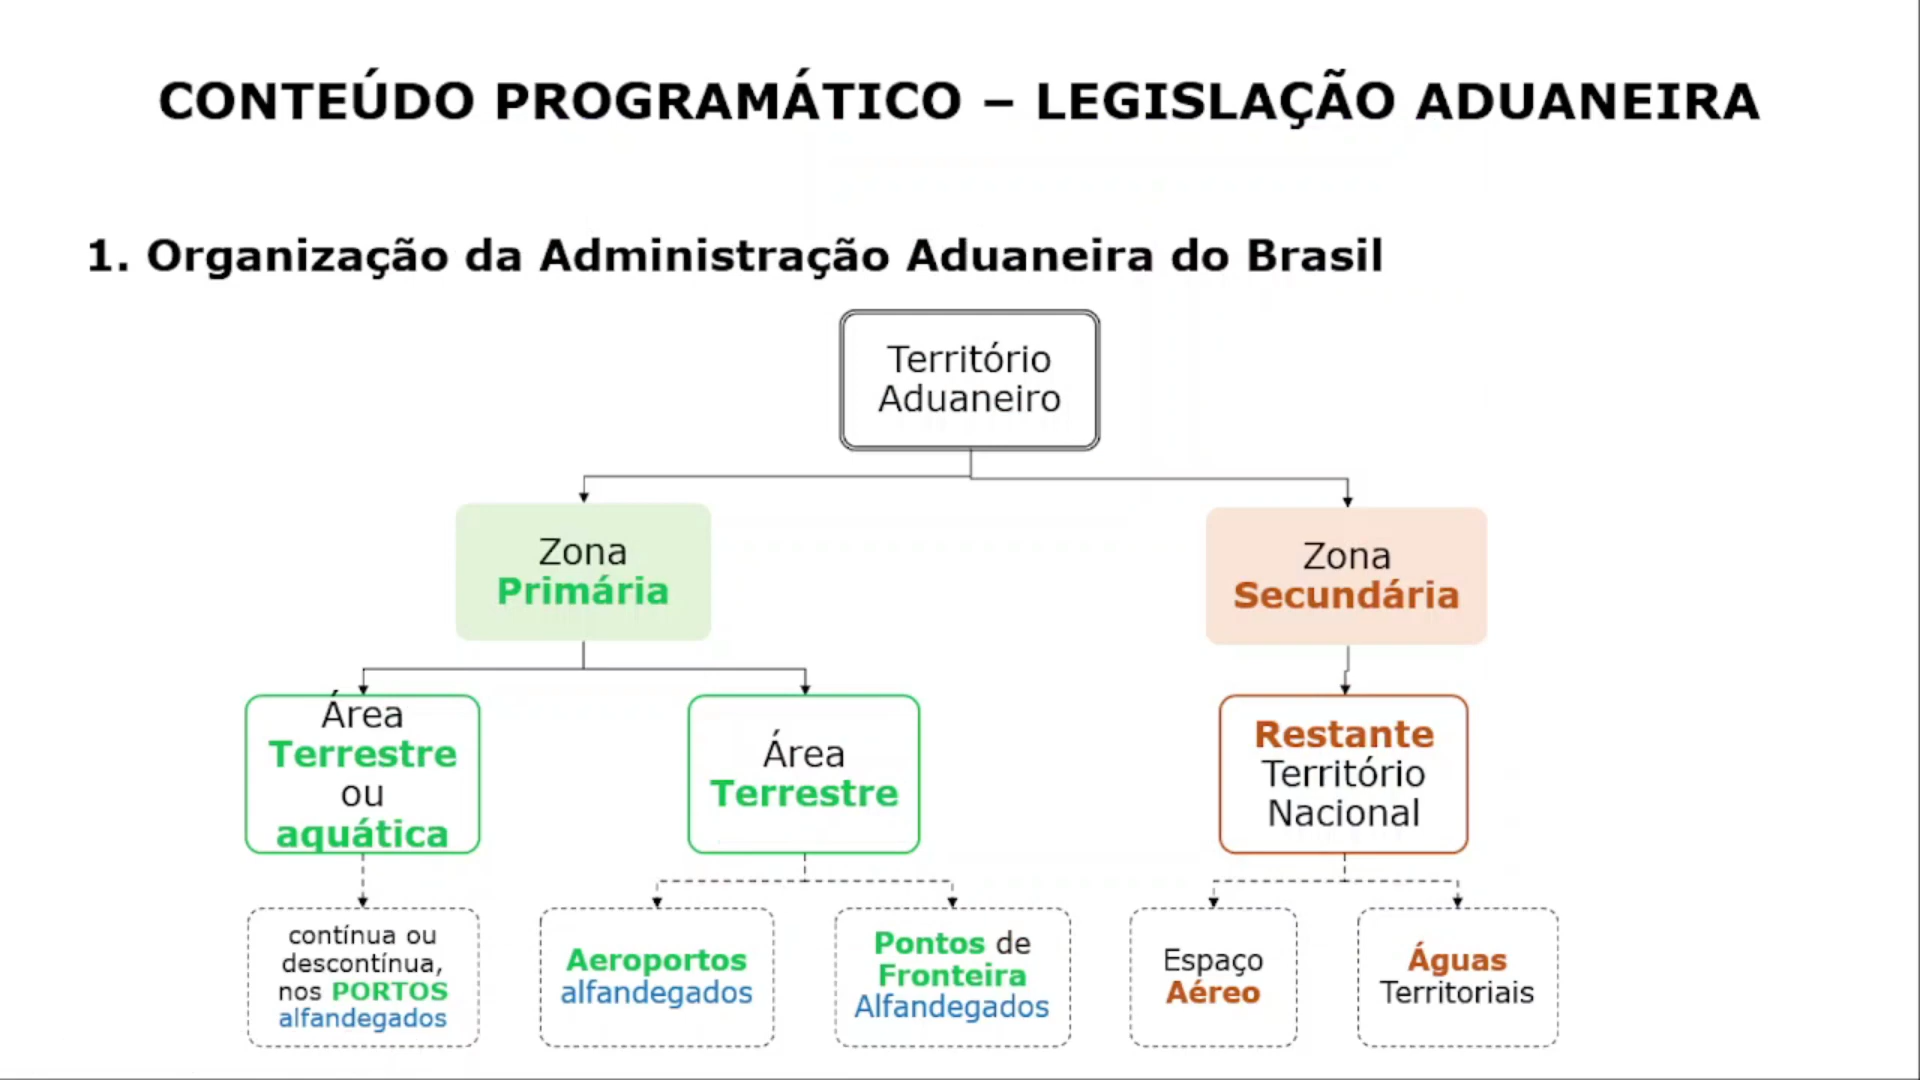 CONTEÚDO PROGRAMÁTICO – LEGISLAÇÃO ADUANEIRA
1. Organização da Administração Aduaneira do Brasil
Território
Aduaneiro
Zona
Primária
Zona
Secundária
Área
Terrestre
ou
aquática
Área
Terrestre
Restante
Território
Nacional
contínua ou
descontínua,
nos PORTOS
alfandegados
Aeroportos
alfandegados
Pontos de
Fronteira
Alfandegados
Espaço
Aéreo
Águas
Territoriais